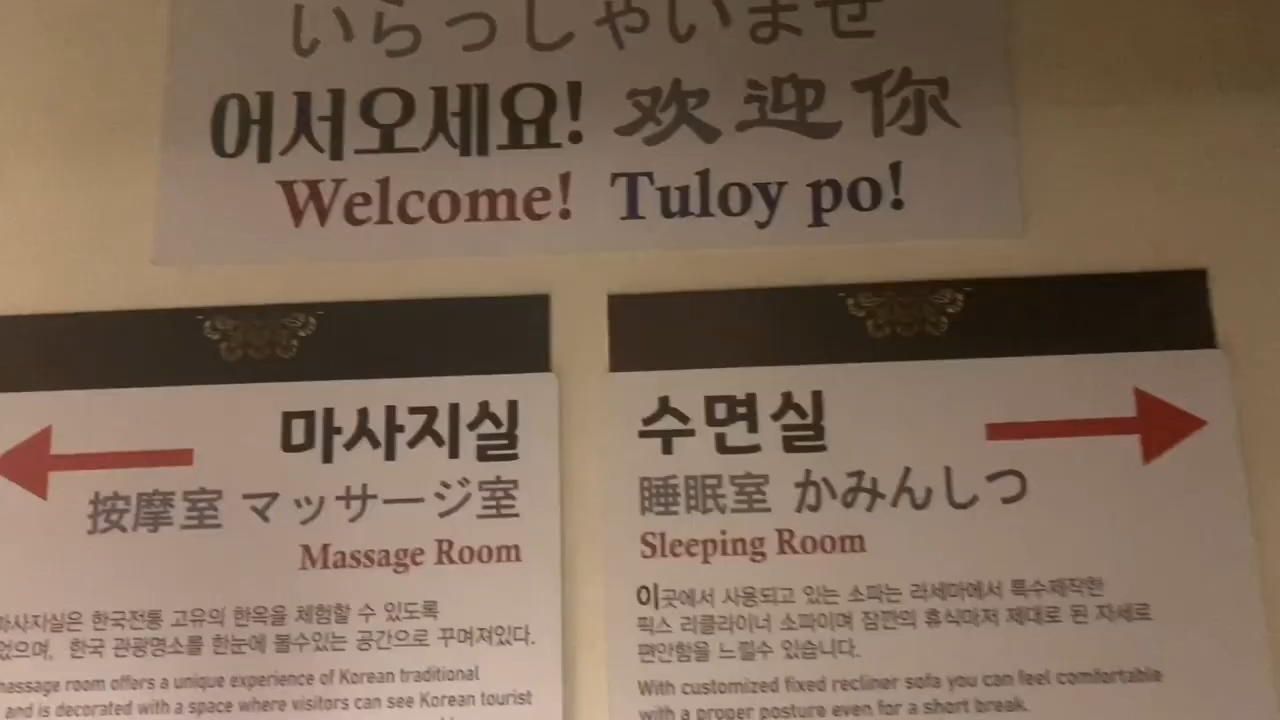 いらっしゃいませ
어서오세요! 欢迎你
Welcome! Tuloy po!
마사지실
按摩室 マッサージ室
Massage Room
마사지실은 한국전통 고유의 한옥을 체험할 수 있도록
었으며, 한국 관광명소를 한눈에 볼수있는 공간으로 꾸며져있다.
massage room offers a unique experience of Korean traditional
and is decorated with a space where visitors can see Korean tourist
수면실
睡眠室 かみんしつ
Sleeping Room
이곳에서 사용되고 있는 소파는 라세마에서 특수제작한
픽스 리클라이너 소파이며 잠깐의 휴식마저 제대로 된 자세로
편안함을 느낄수 있습니다.
With customized fixed recliner sofa you can feel comfortable
with a proper posture even for a short break.